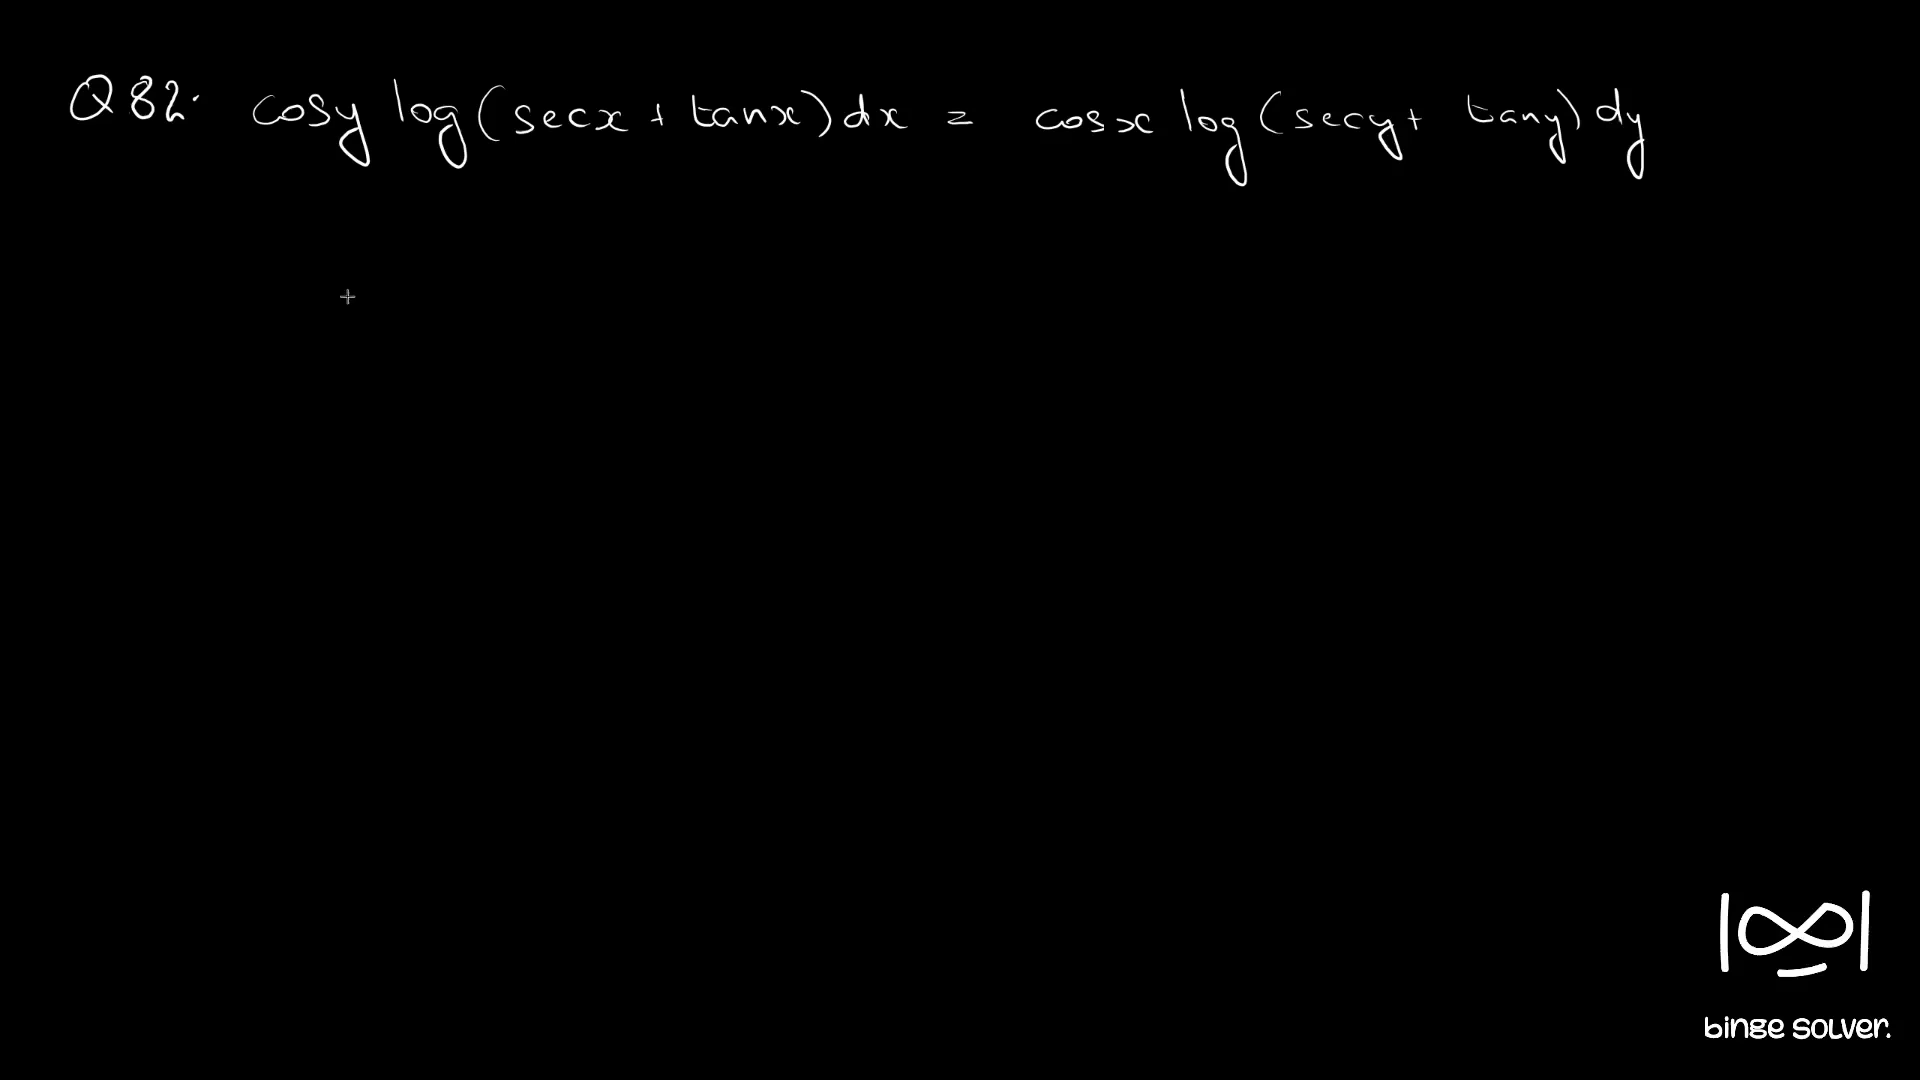 Q82. cosy log(secx + tanx)dx = cosx log(secy + tany)dy
binge solver.